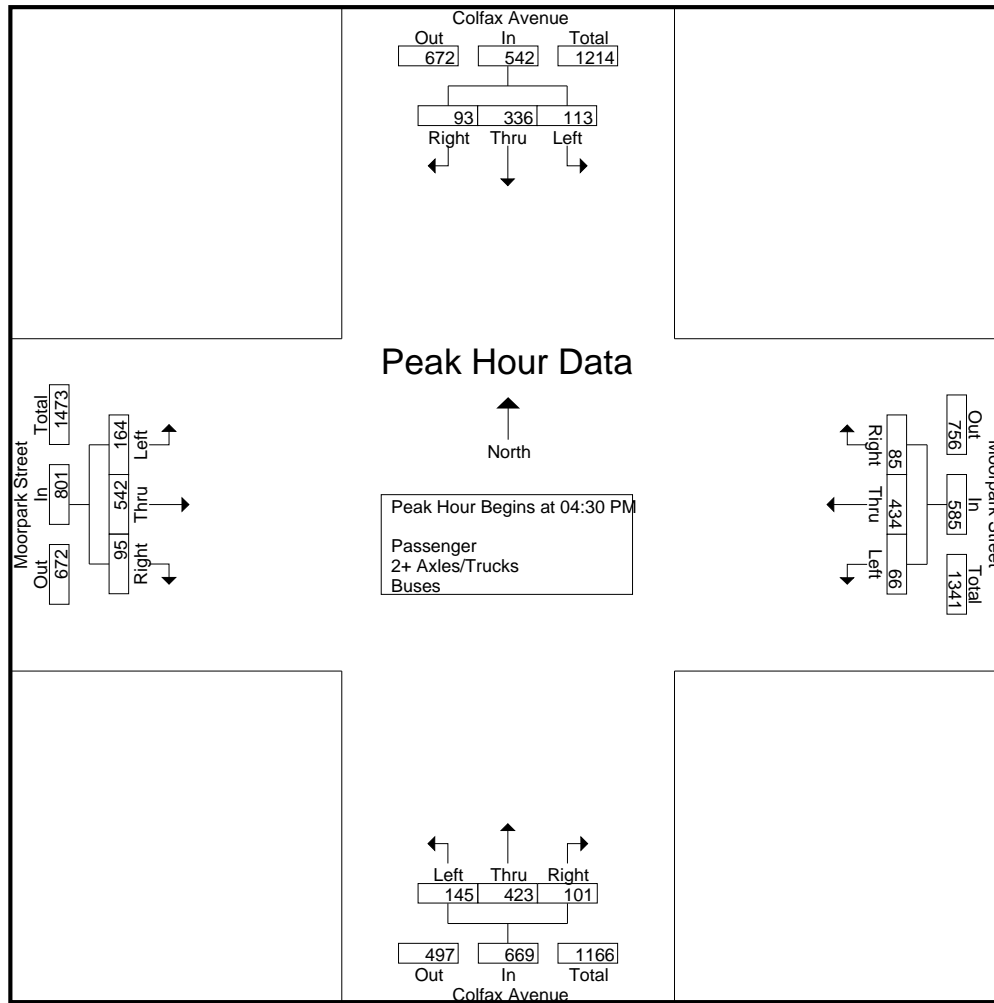 Colfax Avenue
Out In Total
672 542 1214
93 336 113
Right Thru Left
Peak Hour Data
North
Peak Hour Begins at 04:30 PM
Passenger
2+ Axles/Trucks
Buses
Moorpark Street
Out In Total
672 801 1473
95 542 164
Right Thru Left
Moorpark Street
Out In Total
756 585 1341
85 434 66
Right Thru Left
Left Thru Right
145 423 101
497 669 1166
Out In Total
Colfax Avenue